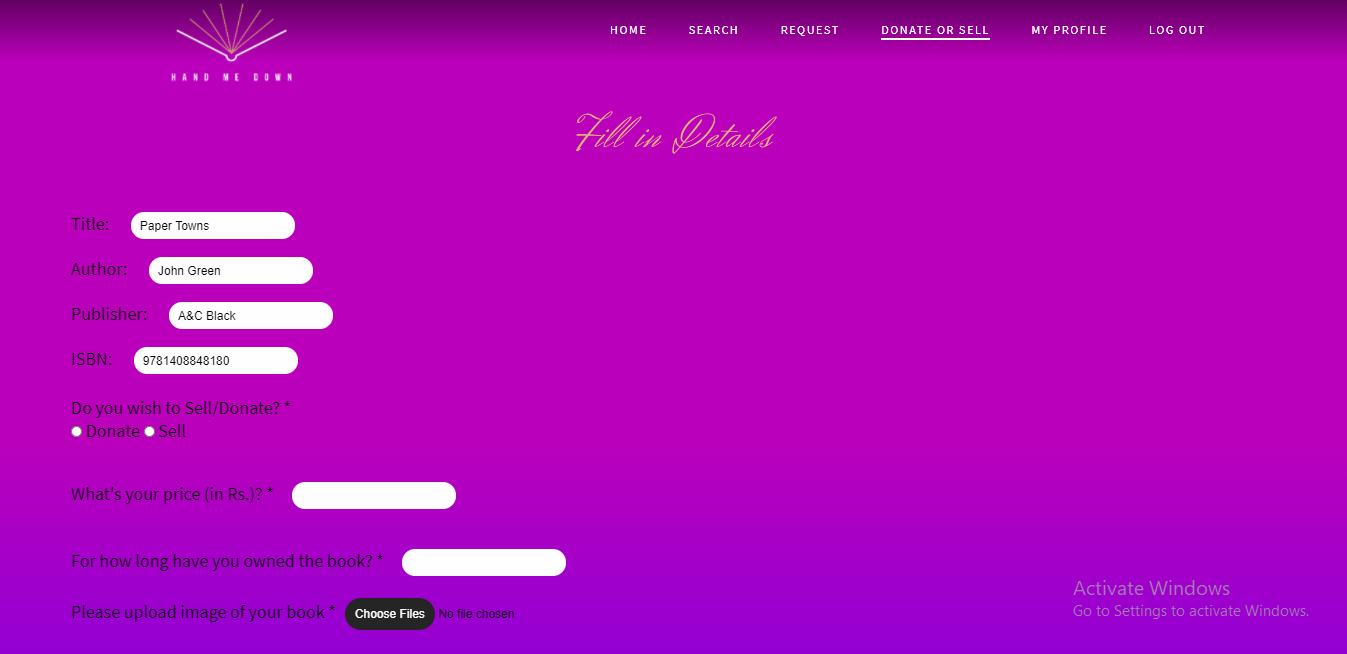 HAND ME DOWN
HOME SEARCH REQUEST DONATE OR SELL MY PROFILE LOG OUT
Fill in Details
Title: Paper Towns
Author: John Green
Publisher: A&C Black
ISBN: 9781408848180
Do you wish to Sell/Donate? *
Donate Sell
What's your price (in Rs.)? *
For how long have you owned the book? *
Please upload image of your book * Choose Files No file chosen
Activate Windows
Go to Settings to activate Windows.